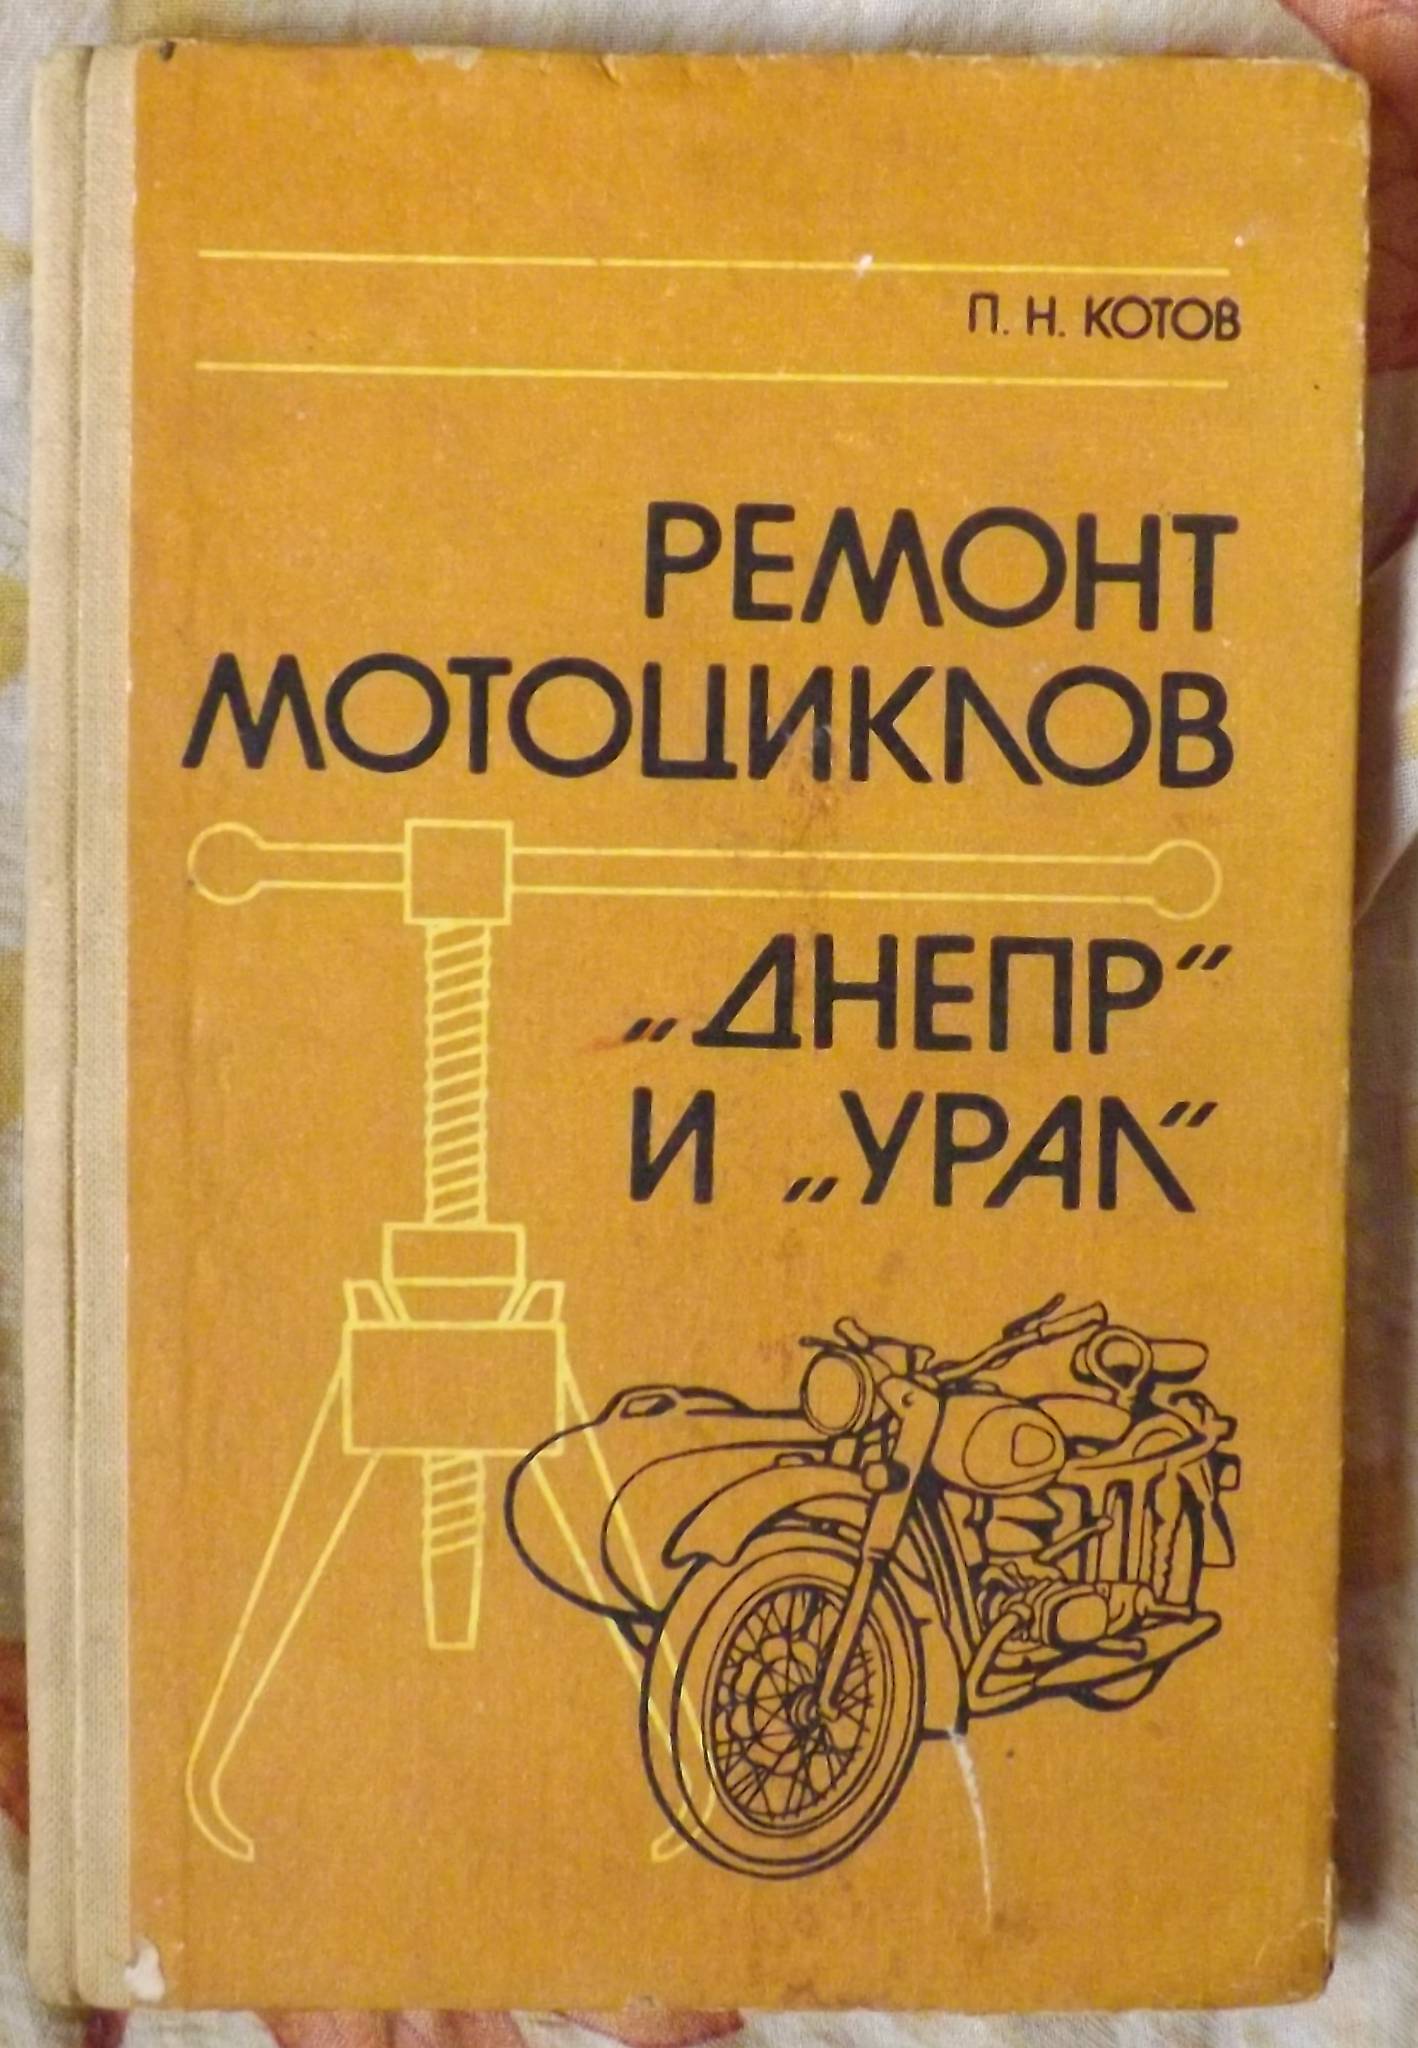 П. Н. КОТОВ
РЕМОНТ
МОТОЦИКЛОВ
„ДНЕПР“
И „УРАЛ“